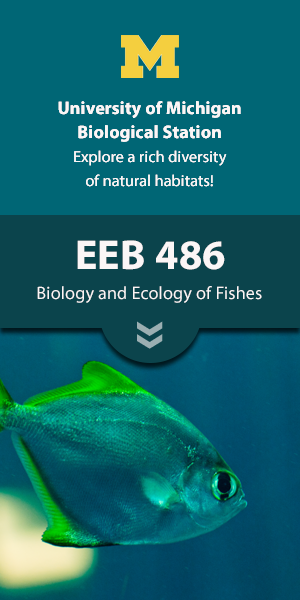 M
University of Michigan
Biological Station
Explore a rich diversity
of natural habitats!
EEB 486
Biology and Ecology of Fishes